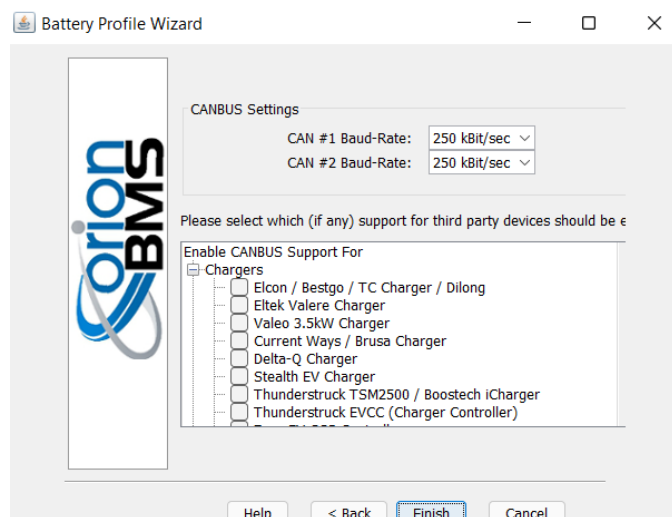 Battery Profile Wizard
orion
BMS
CANBUS Settings
CAN #1 Baud-Rate: 250 kBit/sec
CAN #2 Baud-Rate: 250 kBit/sec
Please select which (if any) support for third party devices should be e
Enable CANBUS Support For
Chargers
Elcon / Bestgo / TC Charger / Dilong
Eltek Valere Charger
Valeo 3.5kW Charger
Current Ways / Brusa Charger
Delta-Q Charger
Stealth EV Charger
Thunderstruck TSM2500 / Boostech iCharger
Thunderstruck EVCC (Charger Controller)
Help < Back Finish Cancel